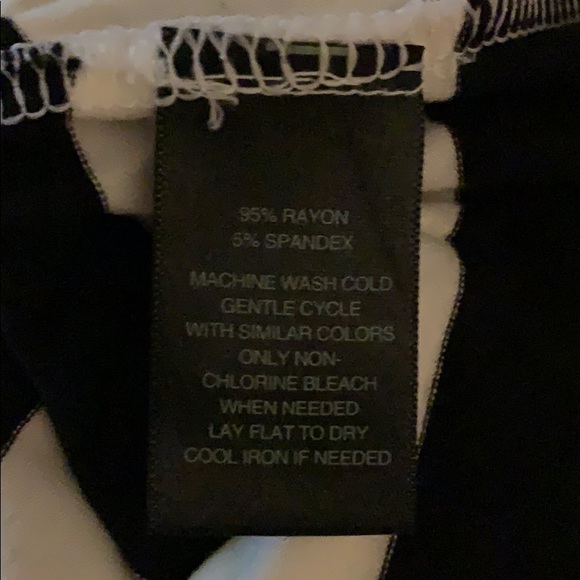 95% RAYON
5% SPANDEX
MACHINE WASH COLD
GENTLE CYCLE
WITH SIMILAR COLORS
ONLY NON-
CHLORINE BLEACH
WHEN NEEDED
LAY FLAT TO DRY
COOL IRON IF NEEDED